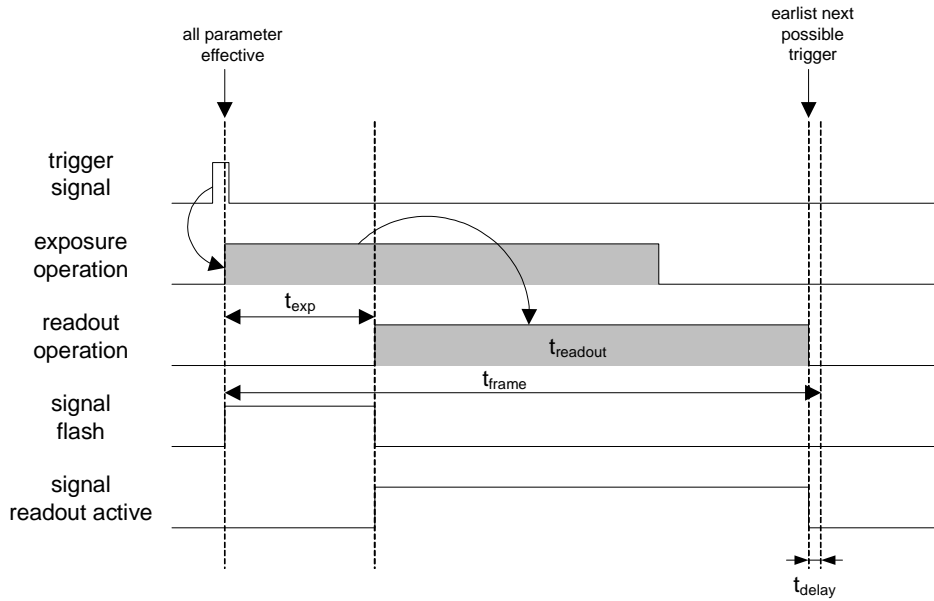 all parameter
effective
earlist next
possible
trigger
trigger
signal
exposure
operation
texp
readout
operation
treadout
tframe
signal
flash
signal
readout active
tdelay